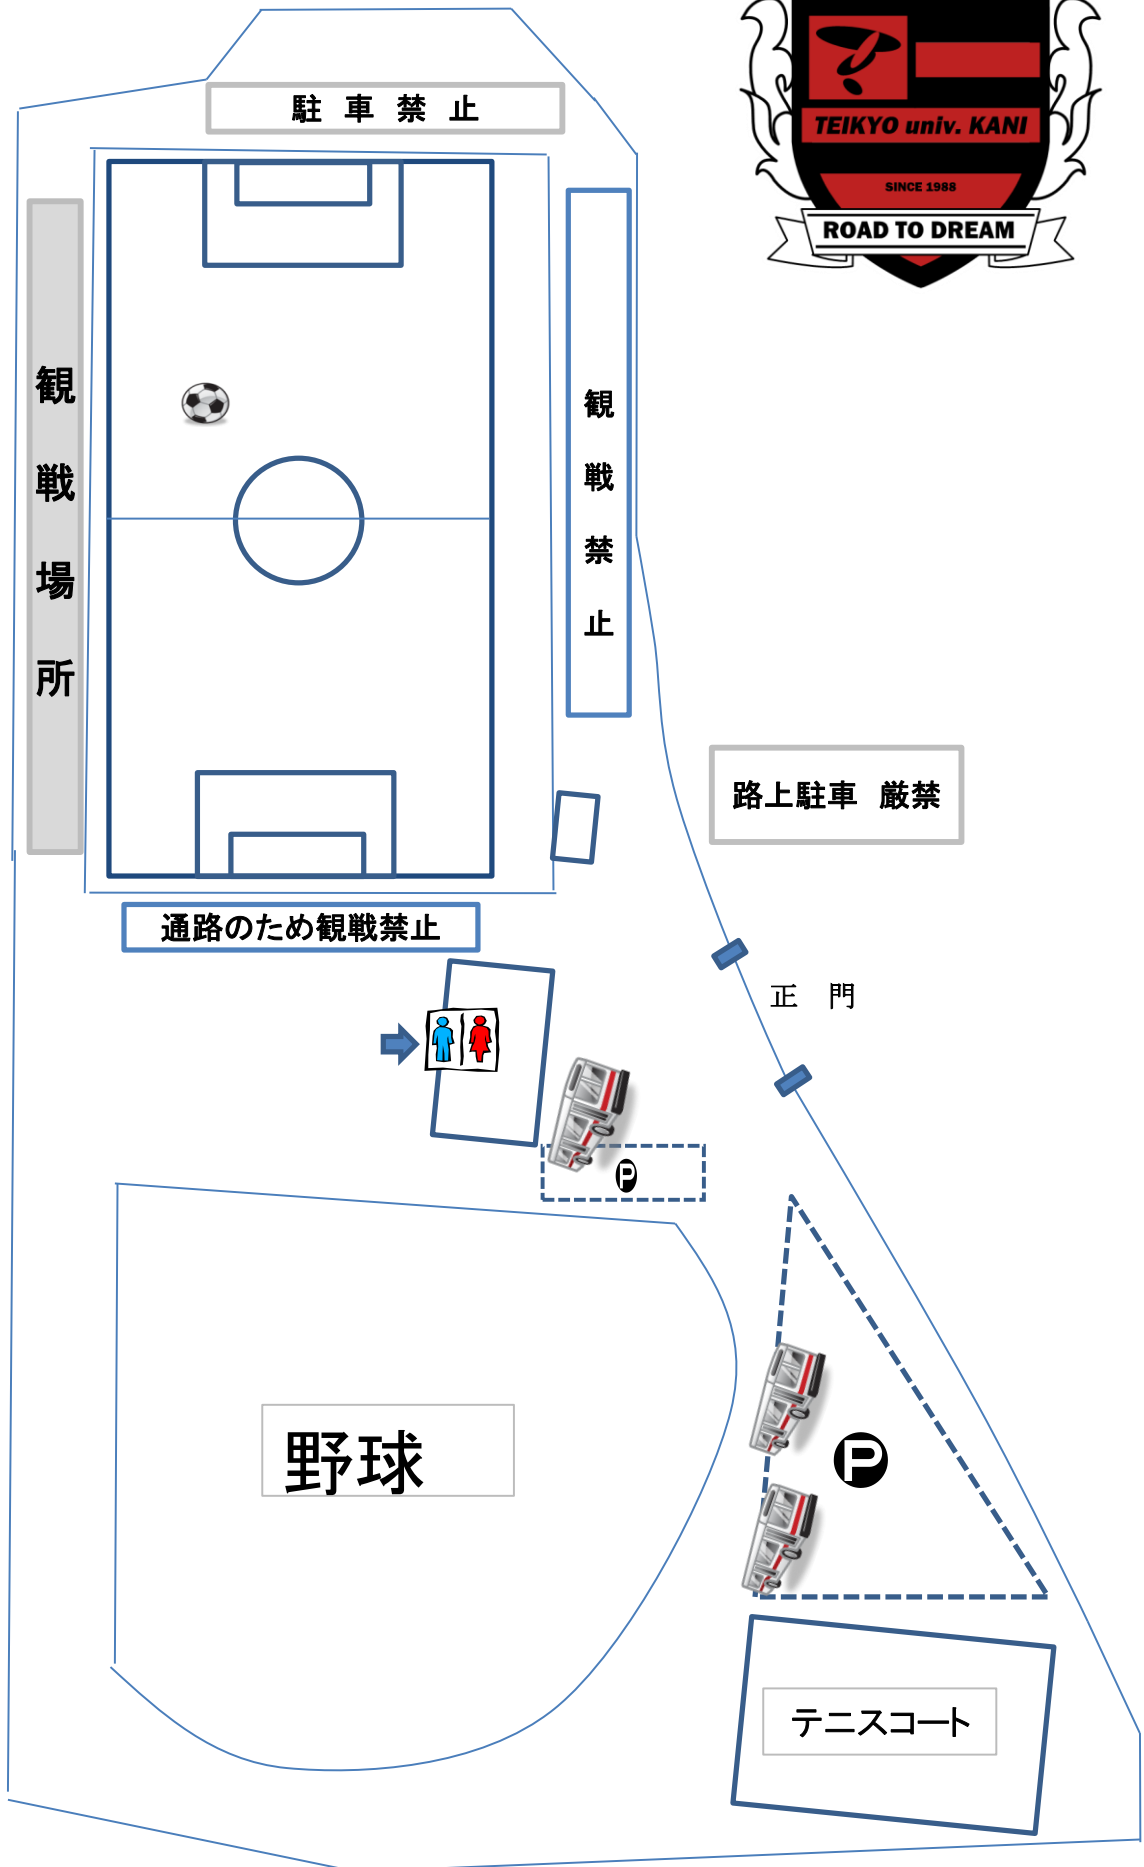 TEIKYO univ. KANI
SINCE 1988
ROAD TO DREAM
駐 車 禁 止
観戦場所
観戦禁止
路上駐車 厳禁
通路のため観戦禁止
正 門
P
野球
P
テニスコート